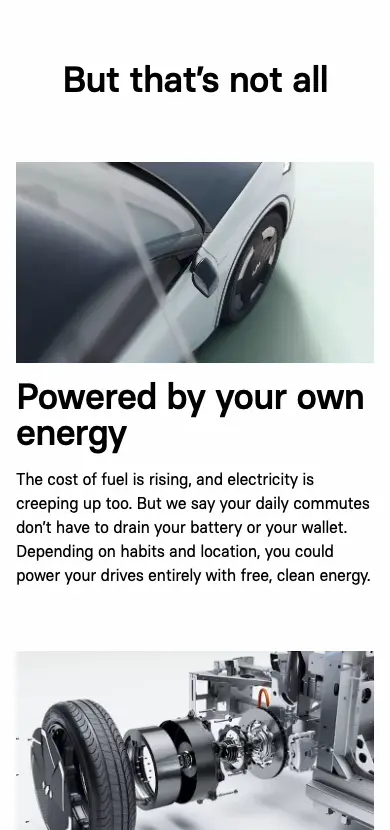 But that’s not all
Powered by your own
energy
The cost of fuel is rising, and electricity is
creeping up too. But we say your daily commutes
don’t have to drain your battery or your wallet.
Depending on habits and location, you could
power your drives entirely with free, clean energy.